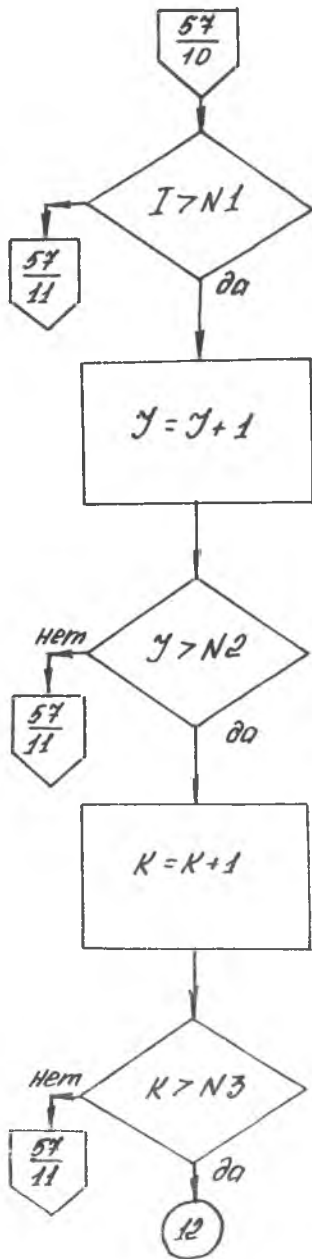 57
10
I > N1
57
11
да
J = J + 1
нет
J > N2
57
11
да
K = K + 1
нет
K > N3
57
11
да
12